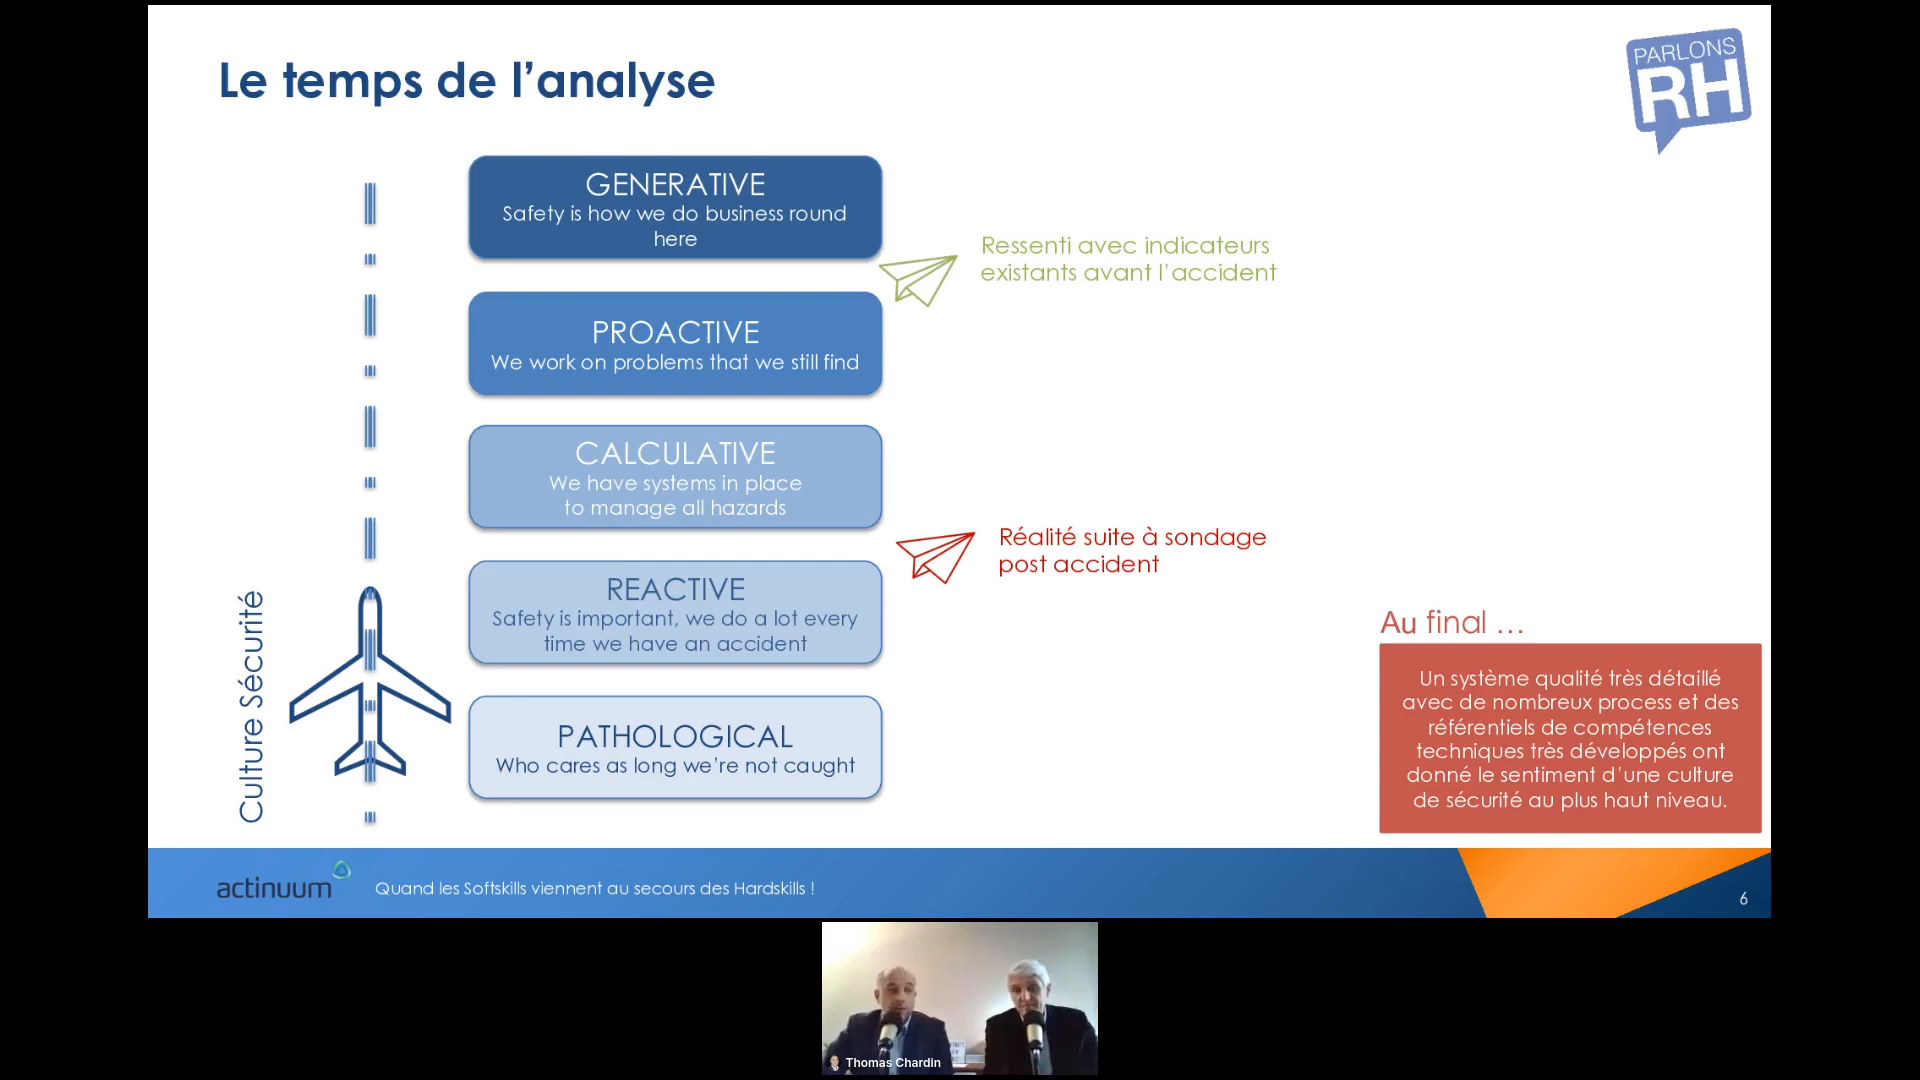 Le temps de l'analyse
PARLONS
RH
GENERATIVE
Safety is how we do business round
here
Ressenti avec indicateurs
existants avant l'accident
PROACTIVE
We work on problems that we still find
CALCULATIVE
We have systems in place
to manage all hazards
Réalité suite à sondage
post accident
REACTIVE
Safety is important, we do a lot every
time we have an accident
PATHOLOGICAL
Who cares as long we're not caught
Culture Sécurité
Au final ...
Un système qualité très détaillé
avec de nombreux process et des
référentiels de compétences
techniques très développés ont
donné le sentiment d'une culture
de sécurité au plus haut niveau.
actinuum
Quand les Softskills viennent au secours des Hardskills !
6
Thomas Chardin